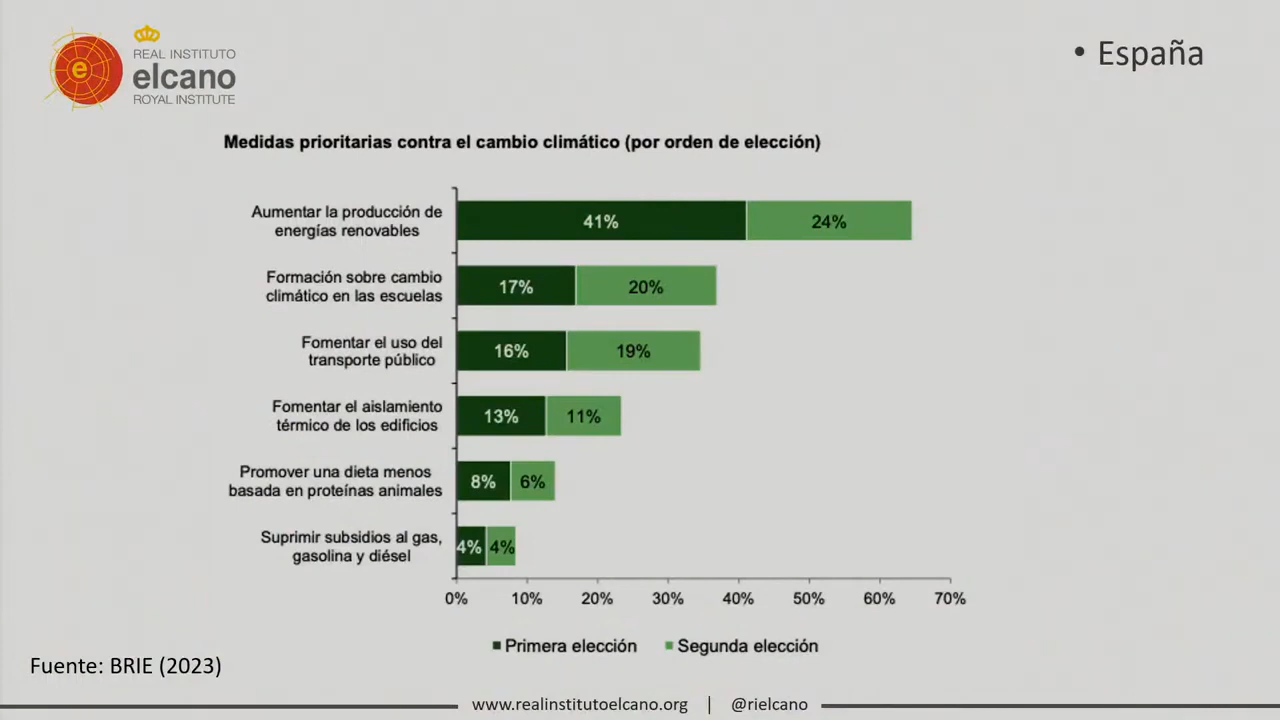 REAL INSTITUTO
elcano
ROYAL INSTITUTE
e
• España
Medidas prioritarias contra el cambio climático (por orden de elección)
Aumentar la producción de
energías renovables
41%
24%
Formación sobre cambio
climático en las escuelas
17%
20%
Fomentar el uso del
transporte público
16%
19%
Fomentar el aislamiento
térmico de los edificios
13%
11%
Promover una dieta menos
basada en proteínas animales
8%
6%
Suprimir subsidios al gas,
gasolina y diésel
4%
4%
0% 10% 20% 30% 40% 50% 60% 70%
Primera elección Segunda elección
Fuente: BRIE (2023)
www.realinstitutoelcano.org | @rielcano